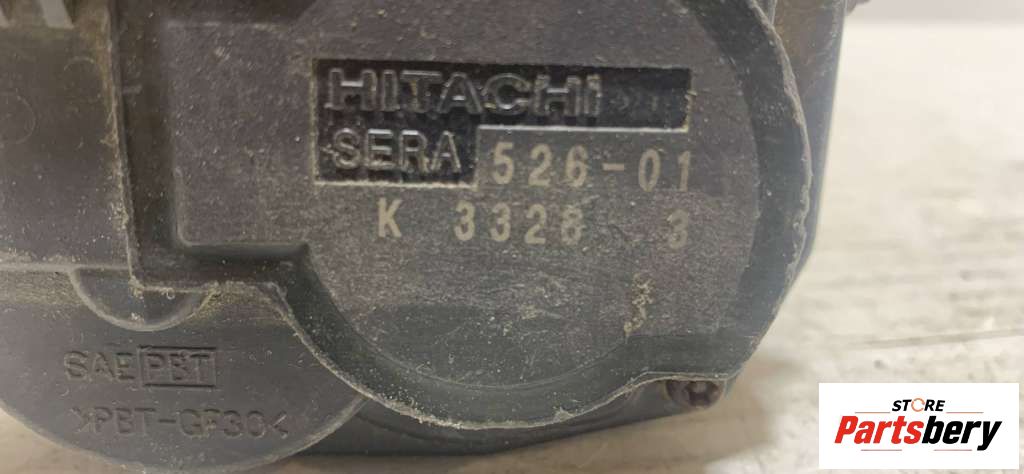 HITACHI
SERA 526-01
K 3328 3
SAE PBT
>PBT-GF30<
STORE
Partsbery